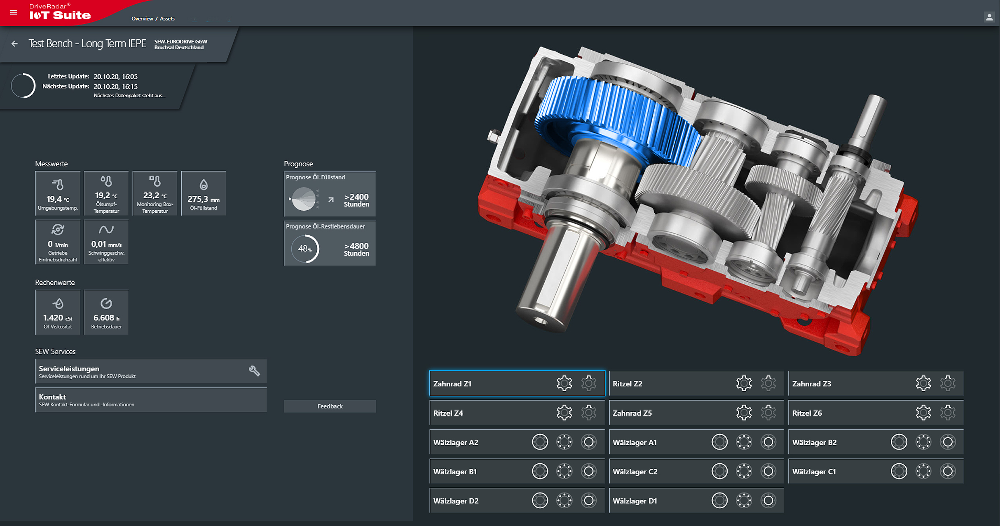 DriveRadar®
IoT Suite
Overview / Assets
Test Bench - Long Term IEPE
SEW-EURODRIVE GGW
Bruchsal Deutschland
Letztes Update: 20.10.20, 16:05
Nächstes Update: 20.10.20, 16:15
Nächstes Datenpaket steht aus...
Messwerte
19,4 °C
Umgebungstemp.
19,2 °C
Ölsumpf-
Temperatur
23,2 °C
Monitoring Box-
Temperatur
275,3 mm
Öl-Füllstand
0 1/min
Getriebe
Eintriebsdrehzahl
0,01 mm/s
Schwinggeschw.
effektiv
Prognose
Prognose Öl-Füllstand
>2400
Stunden
Prognose Öl-Restlebensdauer
48%
>4800
Stunden
Rechenwerte
1.420 cSt
Öl-Viskosität
6.608 h
Betriebsdauer
SEW Services
Serviceleistungen
Serviceleistungen rund um Ihr SEW Produkt
Kontakt
SEW Kontakt-Formular und -Informationen
Feedback
Zahnrad Z1
Ritzel Z2
Zahnrad Z3
Ritzel Z4
Zahnrad Z5
Ritzel Z6
Wälzlager A2
Wälzlager A1
Wälzlager B2
Wälzlager B1
Wälzlager C2
Wälzlager C1
Wälzlager D2
Wälzlager D1